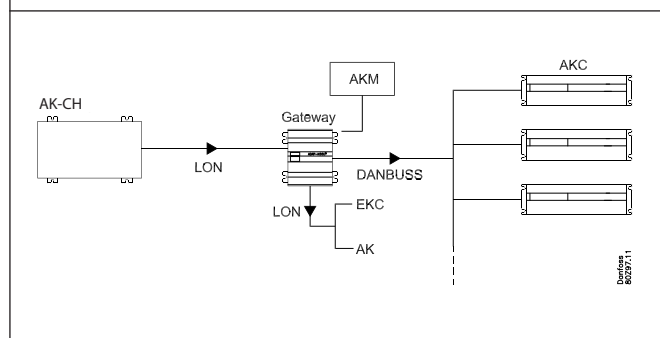 AKM
AKC
AK-CH
Gateway
LON
DANBUSS
LON
EKC
AK
Danfoss
80Z97.11